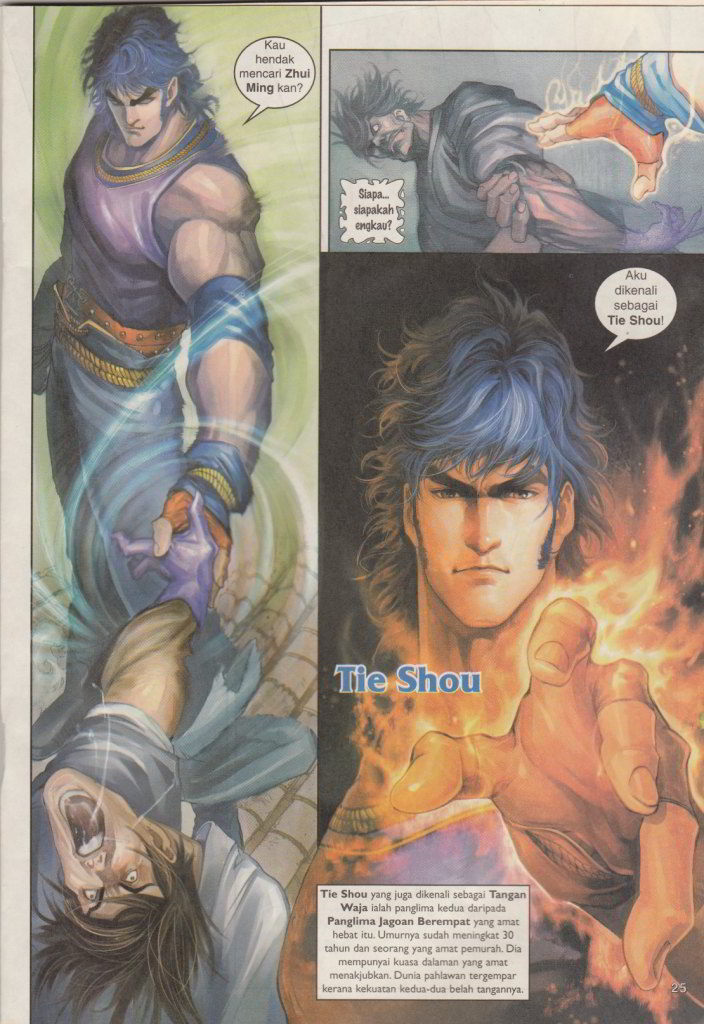 Kau
hendak
mencari Zhui
Ming kan?
Siapa...
siapakah
engkau?
Aku
dikenali
sebagai
Tie Shou!
Tie Shou
Tie Shou yang juga dikenali sebagai Tangan
Waja ialah panglima kedua daripada
Panglima Jagoan Berempat yang amat
hebat itu. Umurnya sudah meningkat 30
tahun dan seorang yang amat pemurah. Dia
mempunyai kuasa dalaman yang amat
menakjubkan. Dunia pahlawan tergempar
kerana kekuatan kedua-dua belah tangannya.
25